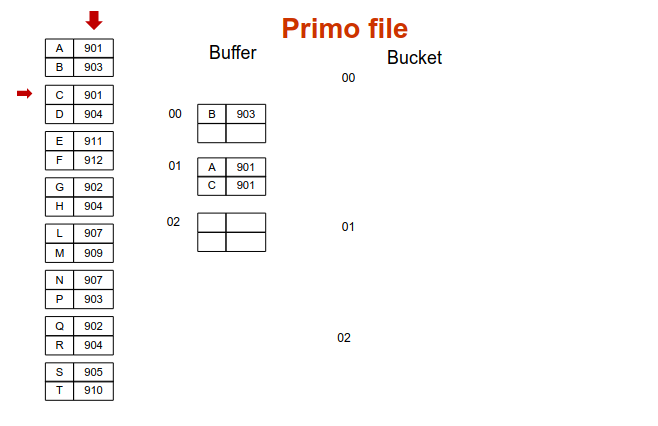 Primo file
Buffer
Bucket
A 901
B 903
C 901
D 904
E 911
F 912
G 902
H 904
L 907
M 909
N 907
P 903
Q 902
R 904
S 905
T 910
00
B 903
01
A 901
C 901
02
00
01
02